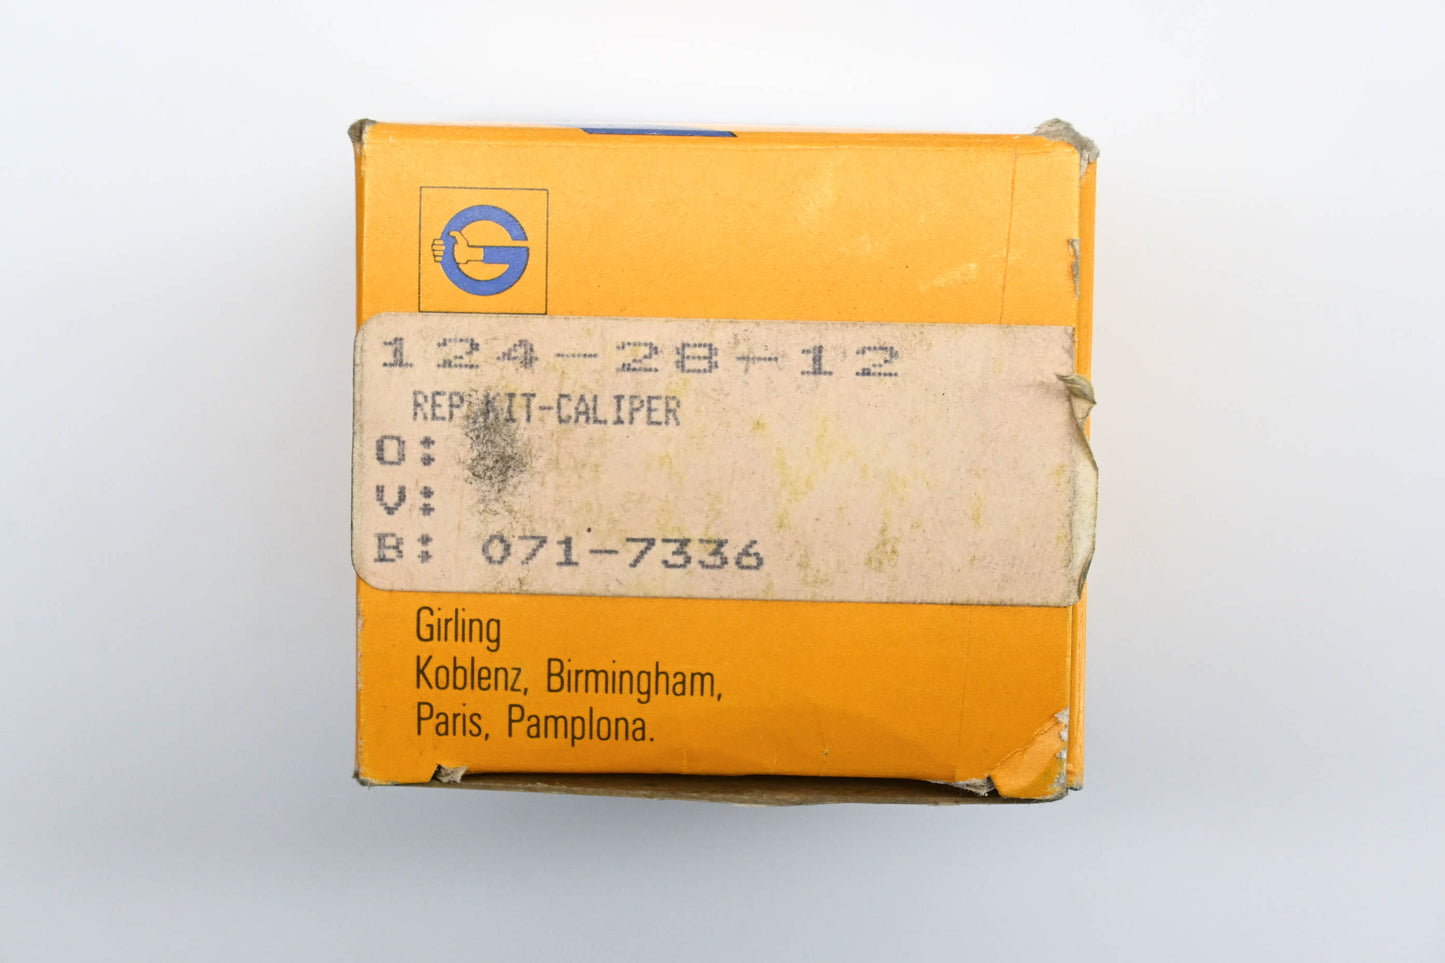 G
124-28-12
REP KIT-CALIPER
O:
V:
B: 071-7336
Girling
Koblenz, Birmingham,
Paris, Pamplona.